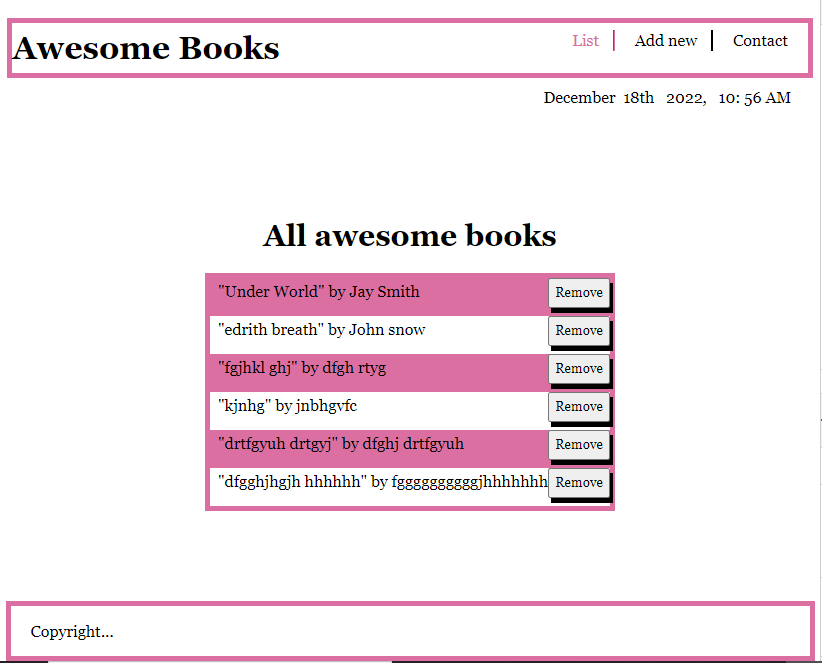 Awesome Books
List Add new Contact
December 18th 2022, 10: 56 AM
All awesome books
"Under World" by Jay Smith Remove
"edrith breath" by John snow Remove
"fgjhkl ghj" by dfgh rtyg Remove
"kjnhg" by jnbhgvfc Remove
"drtfgyuh drtgyj" by dfghj drtfgyuh Remove
"dfgghjhgjh hhhhhh" by fggggggggggjhhhhhhh Remove
Copyright...